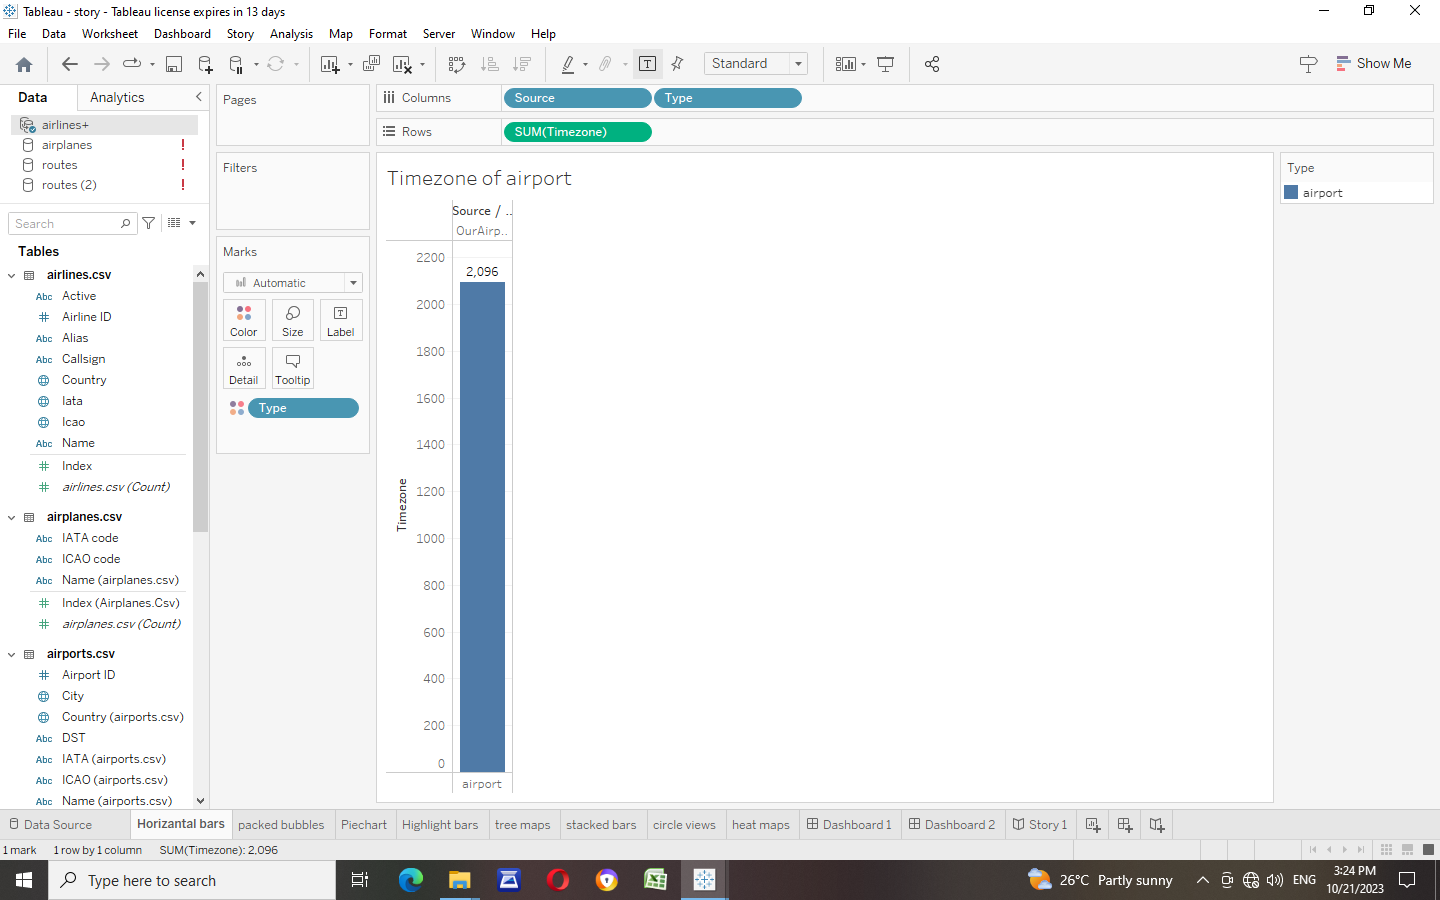 Tableau - story - Tableau license expires in 13 days
File Data Worksheet Dashboard Story Analysis Map Format Server Window Help
Standard
Show Me
Data Analytics
airlines+
airplanes
routes
routes (2)
Search
Tables
airlines.csv
Abc Active
Airline ID
Abc Alias
Abc Callsign
Country
Iata
Icao
Abc Name
Index
airlines.csv (Count)
airplanes.csv
Abc IATA code
Abc ICAO code
Abc Name (airplanes.csv)
Index (Airplanes.Csv)
airplanes.csv (Count)
airports.csv
Airport ID
City
Country (airports.csv)
Abc DST
Abc IATA (airports.csv)
Abc ICAO (airports.csv)
Abc Name (airports.csv)
Pages
Filters
Marks
Automatic
Color Size Label
Detail Tooltip
Type
Columns Source Type
Rows SUM(Timezone)
Timezone of airport
Source / ..
OurAirp..
2200
2,096
2000
1800
1600
1400
1200
1000
800
600
400
200
0
Timezone
airport
Type
airport
Data Source Horizantal bars packed bubbles Piechart Highlight bars tree maps stacked bars circle views heat maps Dashboard 1 Dashboard 2 Story 1
1 mark 1 row by 1 column SUM(Timezone): 2,096
Type here to search
26°C Partly sunny
ENG
3:24 PM
10/21/2023